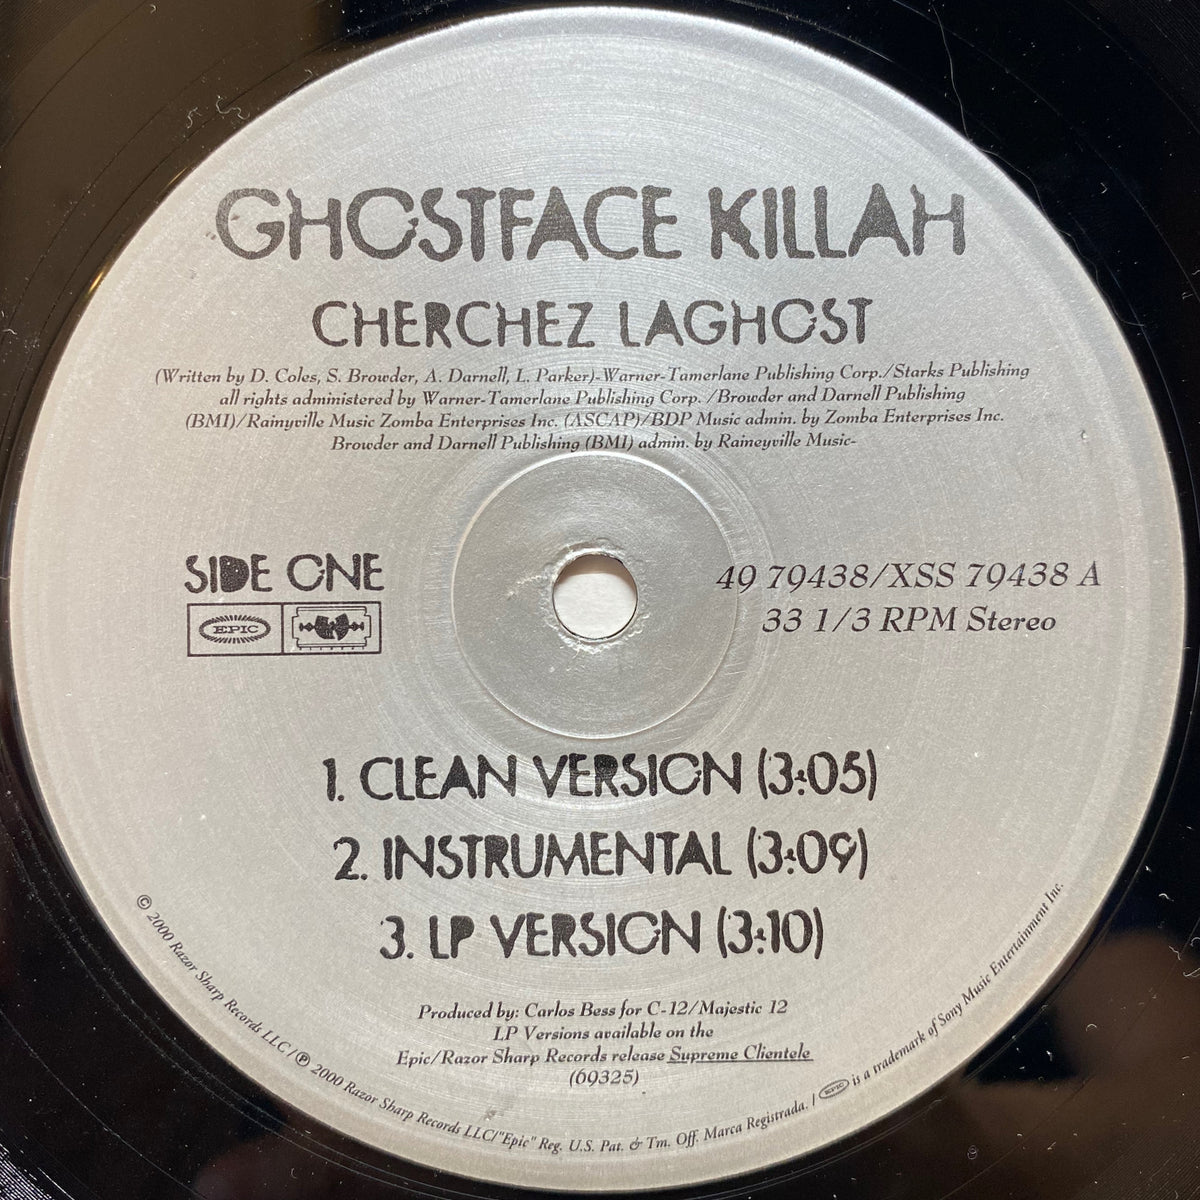 GHOSTFACE KILLAH
CHERCHEZ LAGHOST
(Written by D. Coles, S. Browder, A. Darnell, L. Parker)-Warner-Tamerlane Publishing Corp./Starks Publishing
all rights administered by Warner-Tamerlane Publishing Corp. /Browder and Darnell Publishing
(BMI)/Rainyville Music Zomba Enterprises Inc. (ASCAP)/BDP Music admin. by Zomba Enterprises Inc.
Browder and Darnell Publishing (BMI) admin. by Raineyville Music-
SIDE ONE
EPIC
49 79438/XSS 79438 A
33 1/3 RPM Stereo
1. CLEAN VERSION (3:05)
2. INSTRUMENTAL (3:09)
3. LP VERSION (3:10)
Produced by: Carlos Bess for C-12/Majestic 12
LP Versions available on the
Epic/Razor Sharp Records release Supreme Clientele
(69325)
© 2000 Razor Sharp Records LLC/℗ 2000 Razor Sharp Records LLC/"Epic" Reg. U.S. Pat. & Tm. Off. Marca Registrada. / EPIC is a trademark of Sony Music Entertainment Inc.